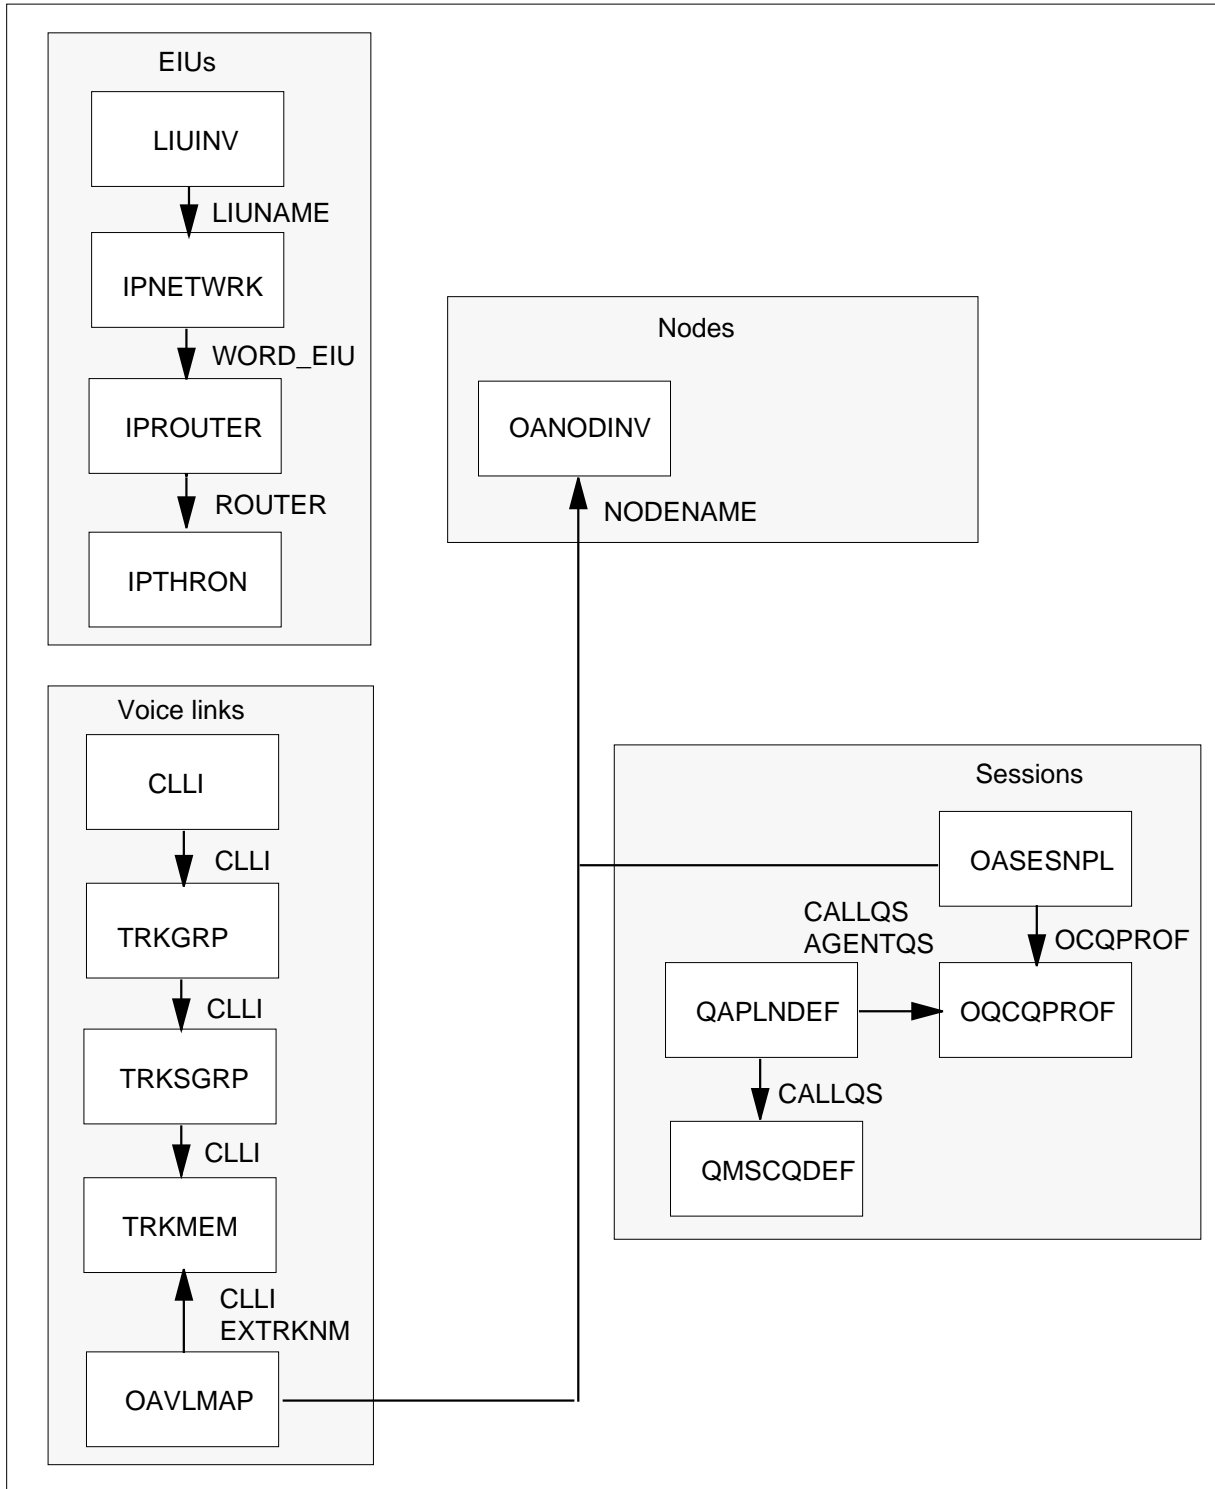 EIUs
LIUINV
LIUNAME
IPNETWRK
WORD_EIU
IPROUTER
ROUTER
IPTHRON
Nodes
OANODINV
NODENAME
Voice links
CLLI
CLLI
TRKGRP
CLLI
TRKSGRP
CLLI
TRKMEM
CLLI
EXTRKNM
OAVLMAP
Sessions
OASESNPL
CALLQS
AGENTQS
OCQPROF
QAPLNDEF
OQCQPROF
CALLQS
QMSCQDEF